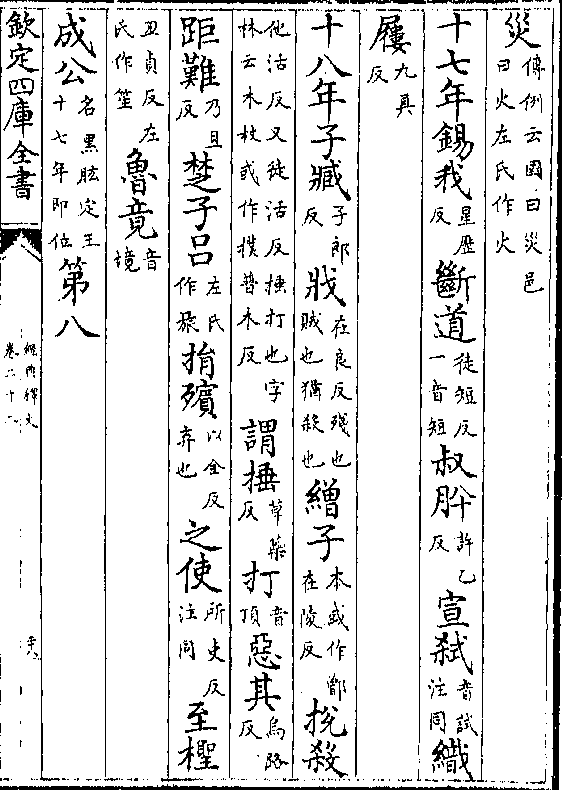 災傳例云國曰災邑曰火左氏作火
十七年錫我星歷反斷道徒短反一音短叔肸許乙反宣弒音試注同織
屨九具反
十八年子臧子郎反戕在良反殘也賊也猶殺也繒子本或作鄫在陵反挩殺
他活反又徒活反捶打也字林云木杖或作撲普木反謂捶章蘂反打音頂惡其烏路反
距難乃旦反楚子吕左氏作旅捐殯以全反弃也之使所吏反注同至檉
丑貞反左氏作笙魯竟音境
成公名黑肱定王十七年即位第八
欽定四庫全書
經典釋文
卷二十一